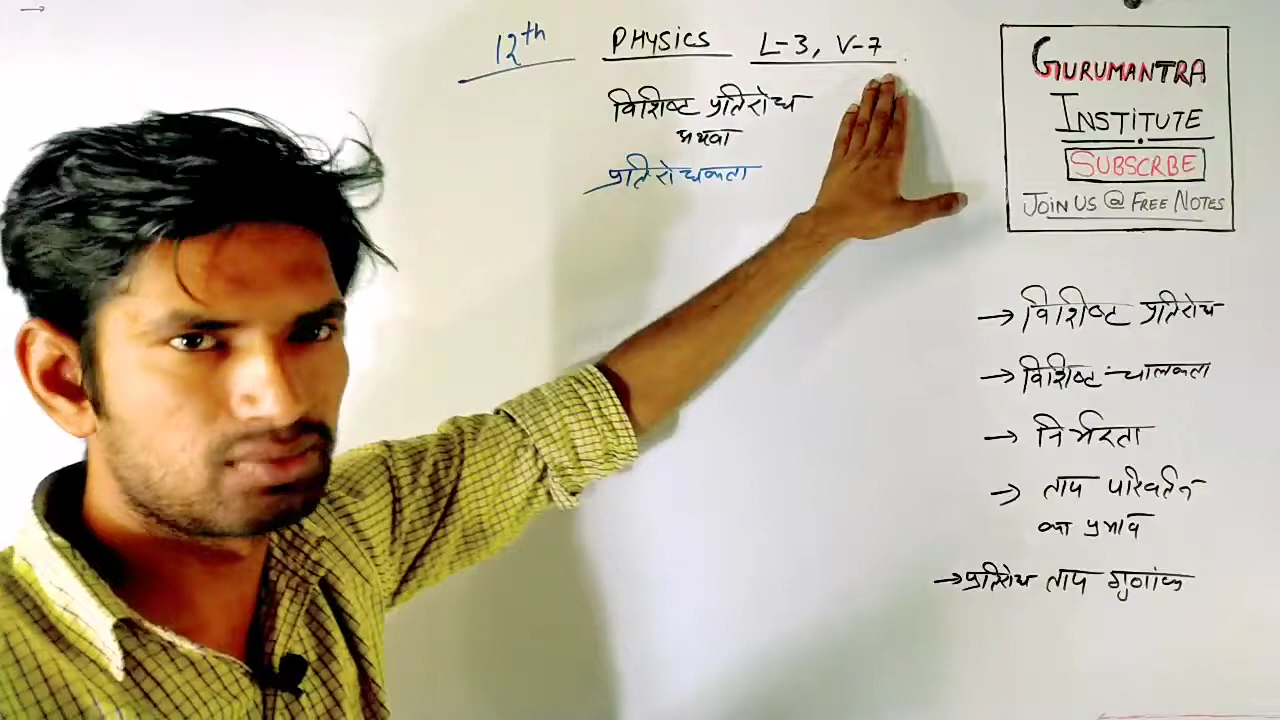 12th PHYSICS L-3, V-7
विशिष्ट प्रतिरोध
अथवा
प्रतिरोधकता
GURUMANTRA
INSTITUTE
SUBSCRBE
JOIN US @ FREE NOTES
→ विशिष्ट प्रतिरोध
→ विशिष्ट चालकता
→ निर्भरता
→ ताप परिवर्तन
का प्रभाव
→ प्रतिरोध ताप गुणांक